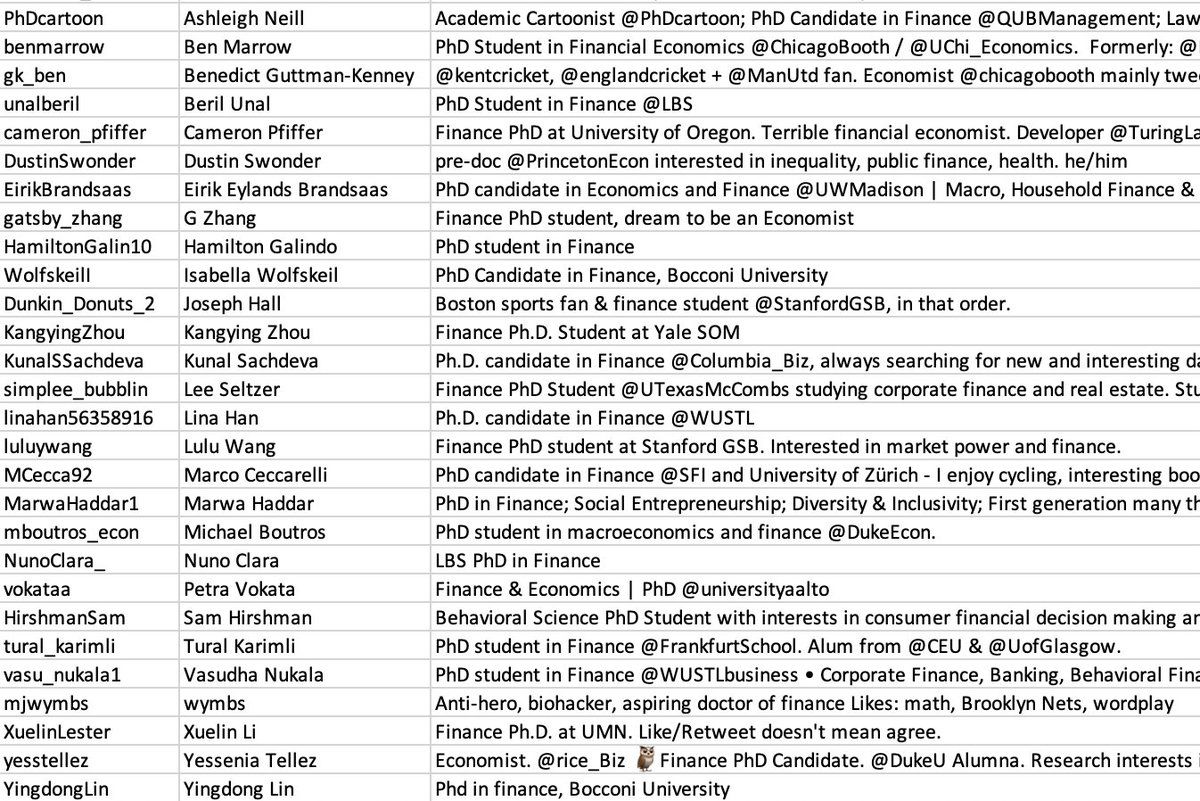 PhDcartoon Ashleigh Neill Academic Cartoonist @PhDcartoon; PhD Candidate in Finance @QUBManagement; Law
benmarrow Ben Marrow PhD Student in Financial Economics @ChicagoBooth / @UChi_Economics. Formerly: @
gk_ben Benedict Guttman-Kenney @kentcricket, @englandcricket + @ManUtd fan. Economist @chicagobooth mainly twe
unalberil Beril Unal PhD Student in Finance @LBS
cameron_pfiffer Cameron Pfiffer Finance PhD at University of Oregon. Terrible financial economist. Developer @TuringLa
DustinSwonder Dustin Swonder pre-doc @PrincetonEcon interested in inequality, public finance, health. he/him
EirikBrandsaas Eirik Eylands Brandsaas PhD candidate in Economics and Finance @UWMadison | Macro, Household Finance &
gatsby_zhang G Zhang Finance PhD student, dream to be an Economist
HamiltonGalin10 Hamilton Galindo PhD student in Finance
WolfskeilI Isabella Wolfskeil PhD Candidate in Finance, Bocconi University
Dunkin_Donuts_2 Joseph Hall Boston sports fan & finance student @StanfordGSB, in that order.
KangyingZhou Kangying Zhou Finance Ph.D. Student at Yale SOM
KunalSSachdeva Kunal Sachdeva Ph.D. candidate in Finance @Columbia_Biz, always searching for new and interesting da
simplee_bubblin Lee Seltzer Finance PhD Student @UTexasMcCombs studying corporate finance and real estate. Stu
linahan56358916 Lina Han Ph.D. candidate in Finance @WUSTL
luluywang Lulu Wang Finance PhD student at Stanford GSB. Interested in market power and finance.
MCecca92 Marco Ceccarelli PhD candidate in Finance @SFI and University of Zürich - I enjoy cycling, interesting boo
MarwaHaddar1 Marwa Haddar PhD in Finance; Social Entrepreneurship; Diversity & Inclusivity; First generation many th
mboutros_econ Michael Boutros PhD student in macroeconomics and finance @DukeEcon.
NunoClara_ Nuno Clara LBS PhD in Finance
vokataa Petra Vokata Finance & Economics | PhD @universityaalto
HirshmanSam Sam Hirshman Behavioral Science PhD Student with interests in consumer financial decision making an
tural_karimli Tural Karimli PhD student in Finance @FrankfurtSchool. Alum from @CEU & @UofGlasgow.
vasu_nukala1 Vasudha Nukala PhD student in Finance @WUSTLbusiness • Corporate Finance, Banking, Behavioral Fina
mjwymbs wymbs Anti-hero, biohacker, aspiring doctor of finance Likes: math, Brooklyn Nets, wordplay
XuelinLester Xuelin Li Finance Ph.D. at UMN. Like/Retweet doesn't mean agree.
yesstellez Yessenia Tellez Economist. @rice_Biz 🦉 Finance PhD Candidate. @DukeU Alumna. Research interests i
YingdongLin Yingdong Lin Phd in finance, Bocconi University